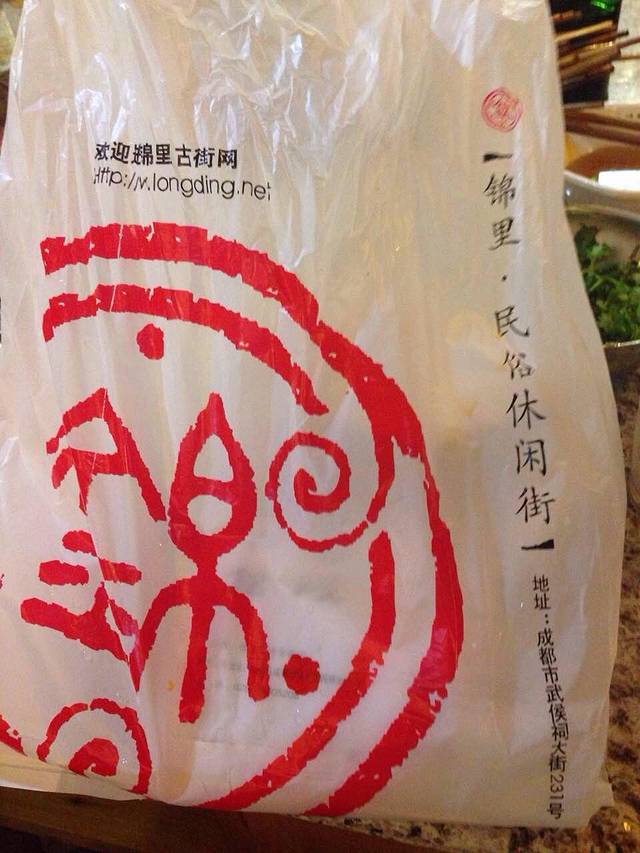 欢迎 锦里古街网
Http://w.longding.net
锦里·民俗休闲街
地址：成都市武侯祠大街231号